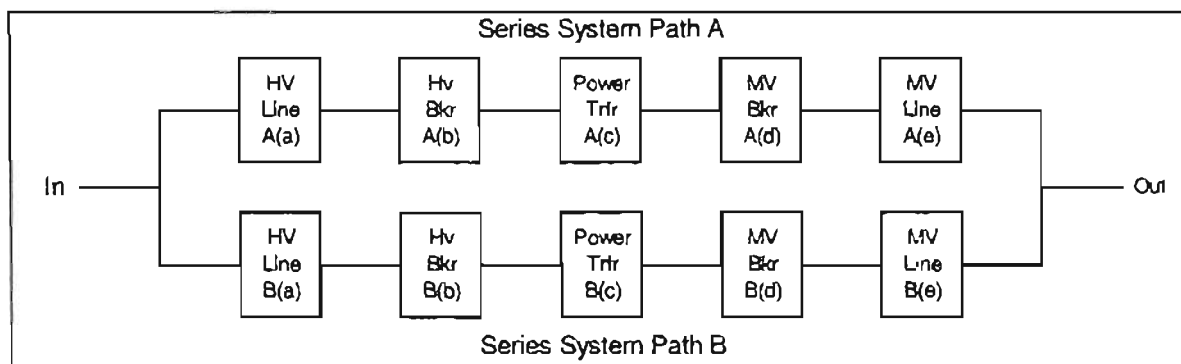 Series System Path A
HV
Line
A(a)
Hv
Bkr
A(b)
Power
Trfr
A(c)
MV
Bkr
A(d)
MV
Line
A(e)
In
Out
HV
Line
B(a)
Hv
Bkr
B(b)
Power
Trfr
B(c)
MV
Bkr
B(d)
MV
Line
B(e)
Series System Path B